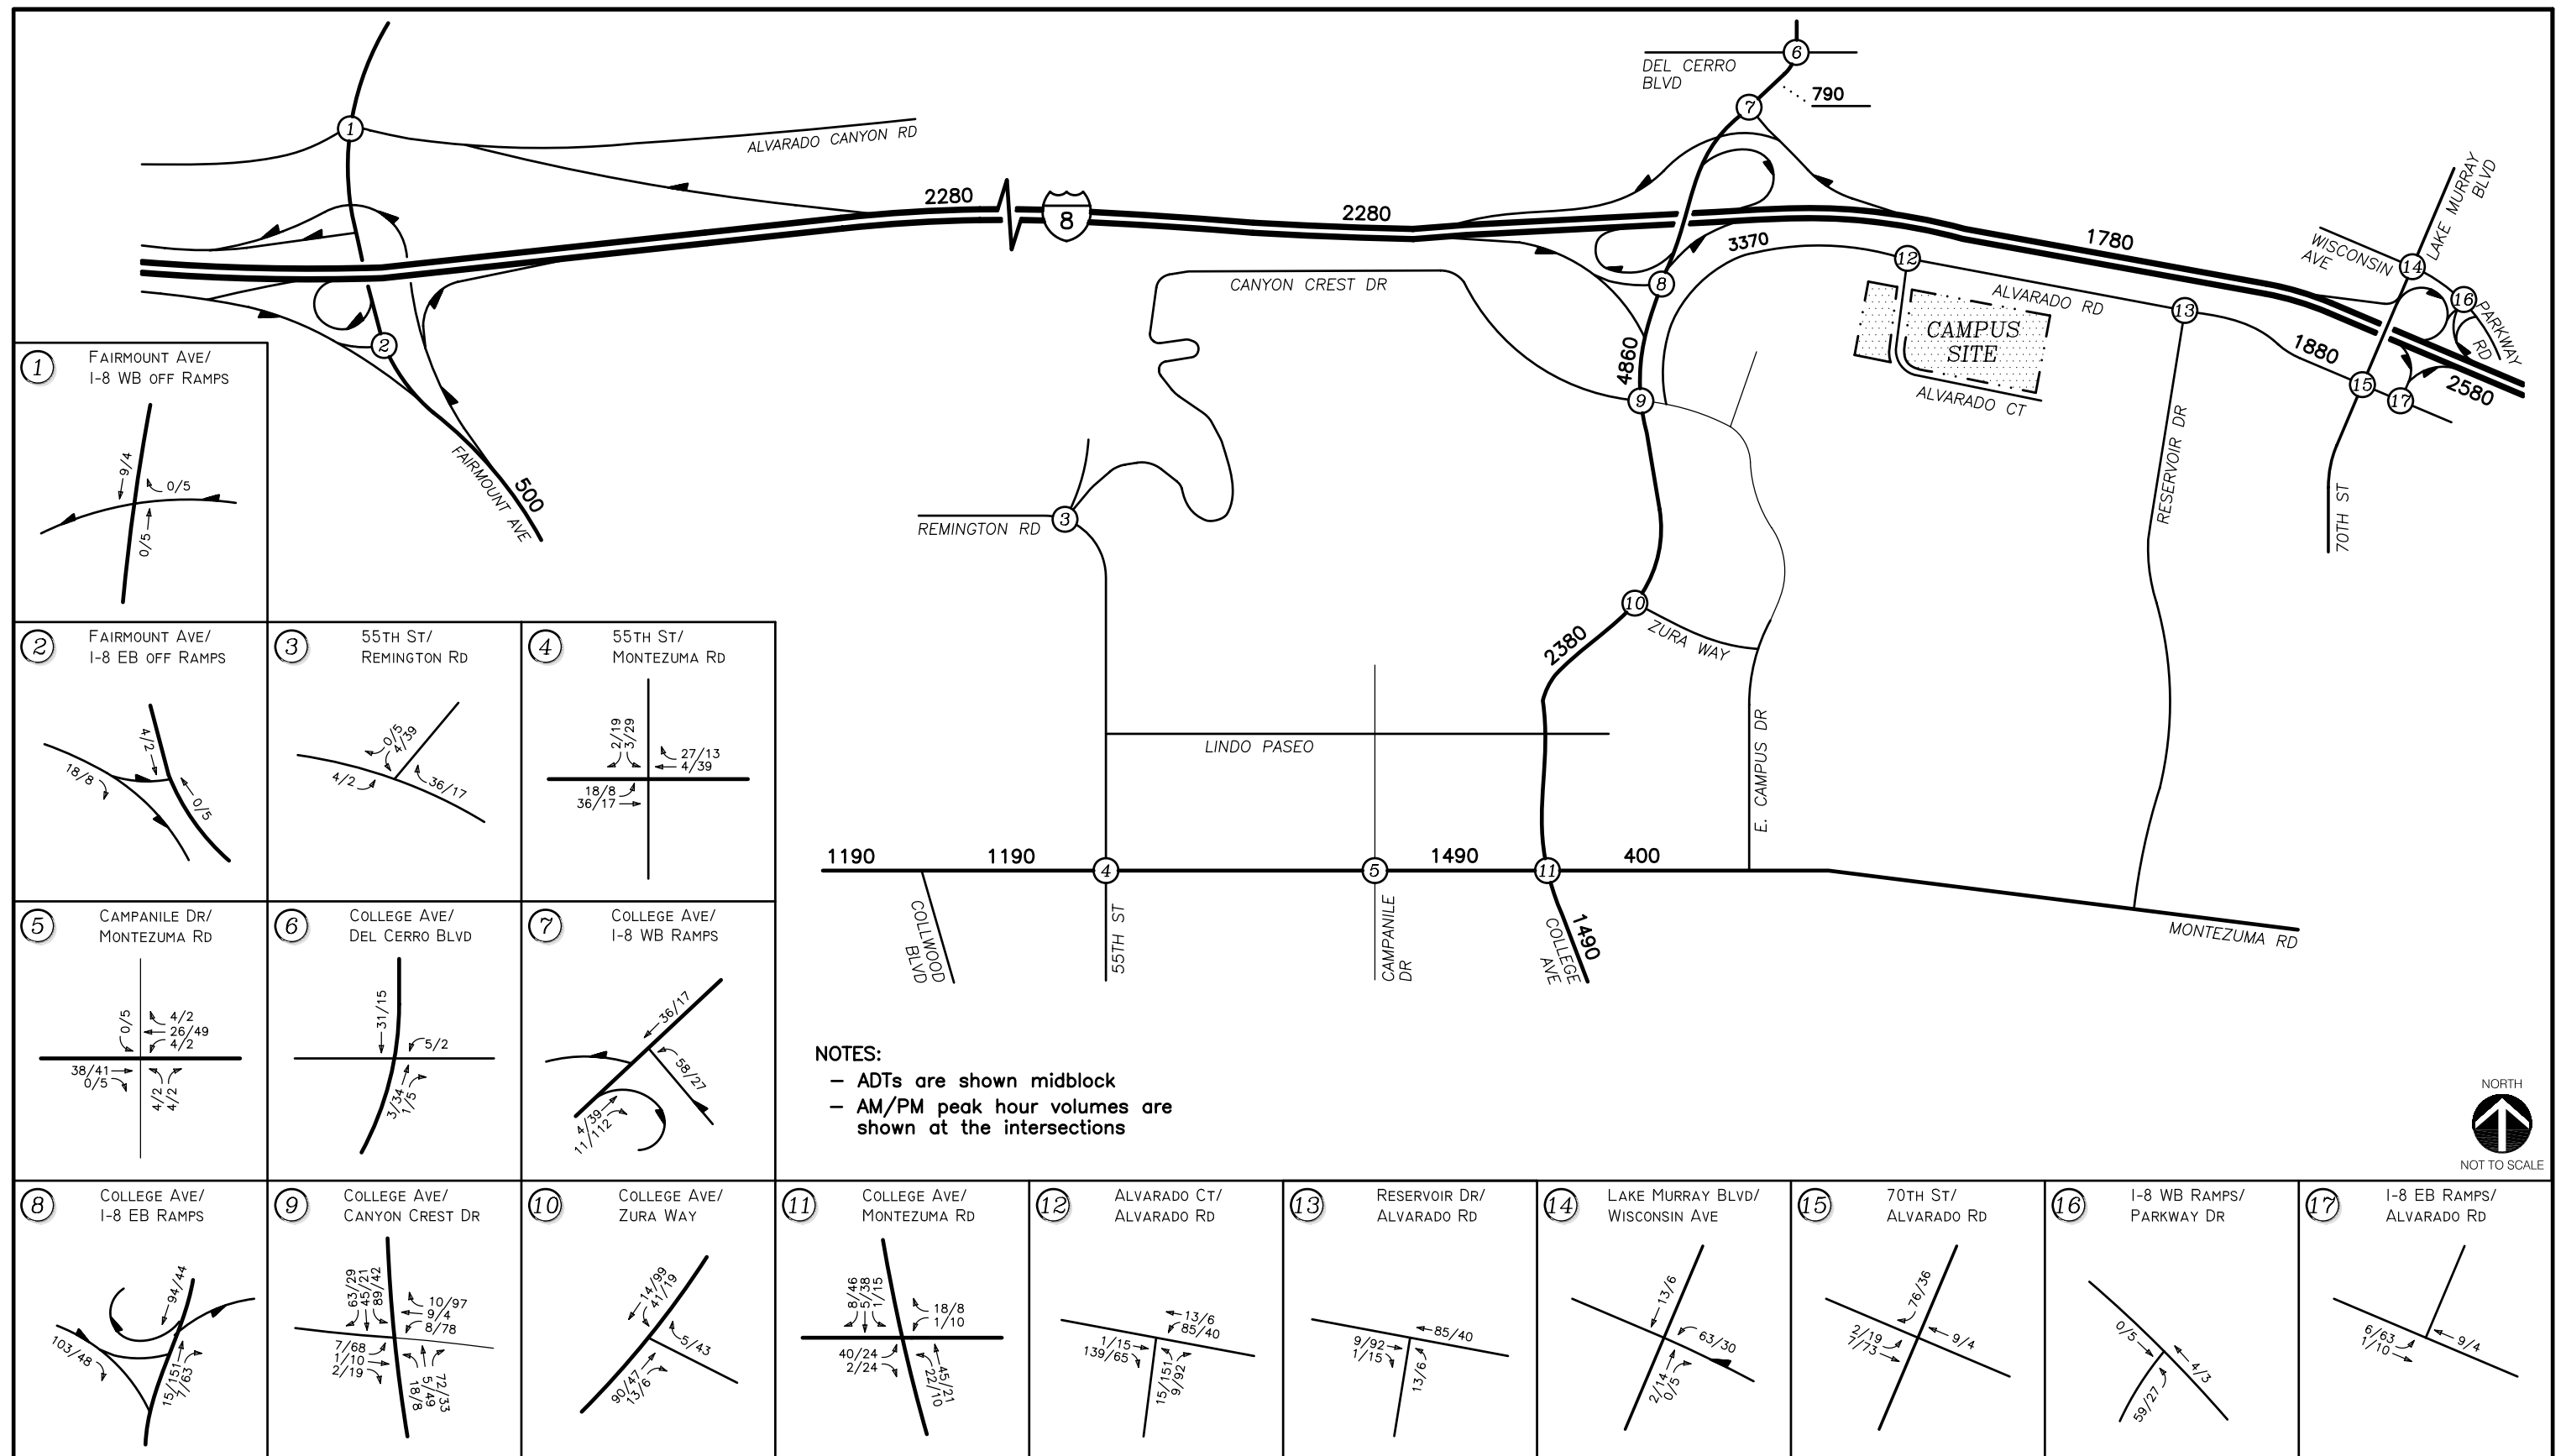 6
DEL CERRO
BLVD
790
7
1
ALVARADO CANYON RD
2280
8
2280
3370
12
1780
WISCONSIN
AVE
14
LAKE MURRAY
BLVD
16
PARKWAY
RD
CANYON CREST DR
8
ALVARADO RD
13
CAMPUS
SITE
ALVARADO CT
1880
15
17
2580
2
FAIRMOUNT AVE
500
4860
9
RESERVOIR DR
70TH ST
REMINGTON RD
3
10
ZURA WAY
2380
LINDO PASEO
E. CAMPUS DR
1190
1190
4
5
1490
11
400
COLLWOOD
BLVD
55TH ST
CAMPANILE
DR
COLLEGE
AVE
1490
MONTEZUMA RD
NOTES:
– ADTs are shown midblock
– AM/PM peak hour volumes are
shown at the intersections
NORTH
NOT TO SCALE
1
FAIRMOUNT AVE/
I-8 WB OFF RAMPS
9/4
0/5
0/5
2
FAIRMOUNT AVE/
I-8 EB OFF RAMPS
4/2
18/8
0/5
3
55TH ST/
REMINGTON RD
0/5
4/39
4/2
36/17
4
55TH ST/
MONTEZUMA RD
2/19
3/29
27/13
4/39
18/8
36/17
5
CAMPANILE DR/
MONTEZUMA RD
0/5
4/2
26/49
4/2
38/41
0/5
4/2
4/2
6
COLLEGE AVE/
DEL CERRO BLVD
31/15
5/2
3/34
1/5
7
COLLEGE AVE/
I-8 WB RAMPS
36/17
58/27
4/39
11/112
8
COLLEGE AVE/
I-8 EB RAMPS
94/44
103/48
15/151
7/63
9
COLLEGE AVE/
CANYON CREST DR
63/29
45/21
89/42
10/97
9/4
8/78
7/68
1/10
2/19
18/8
5/49
72/33
10
COLLEGE AVE/
ZURA WAY
14/99
41/19
5/43
90/47
13/6
11
COLLEGE AVE/
MONTEZUMA RD
8/46
5/38
1/15
18/8
1/10
40/24
2/24
22/10
45/21
12
ALVARADO CT/
ALVARADO RD
13/6
85/40
1/15
139/65
15/151
9/92
13
RESERVOIR DR/
ALVARADO RD
85/40
9/92
1/15
13/6
14
LAKE MURRAY BLVD/
WISCONSIN AVE
13/6
63/30
2/14
0/5
15
70TH ST/
ALVARADO RD
76/36
9/4
2/19
7/73
16
I-8 WB RAMPS/
PARKWAY DR
0/5
4/3
59/27
17
I-8 EB RAMPS/
ALVARADO RD
9/4
6/63
1/10